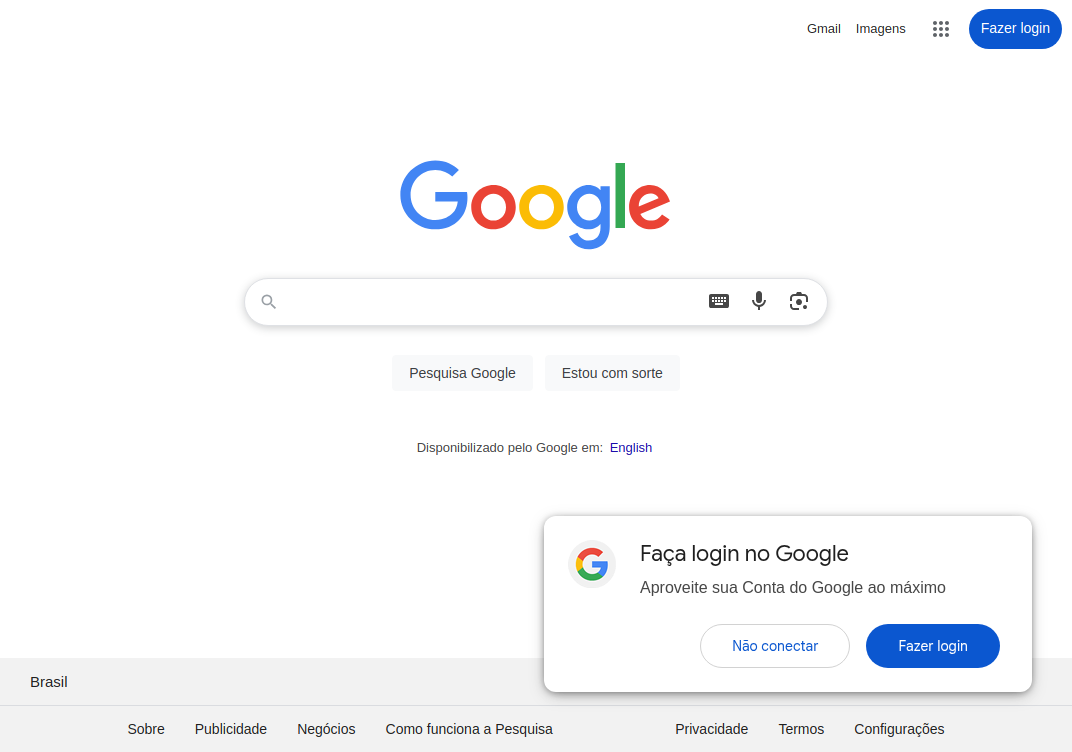 Gmail Imagens Fazer login
Google
Pesquisa Google Estou com sorte
Disponibilizado pelo Google em: English
Faça login no Google
Aproveite sua Conta do Google ao máximo
Não conectar Fazer login
Brasil
Sobre Publicidade Negócios Como funciona a Pesquisa Privacidade Termos Configurações